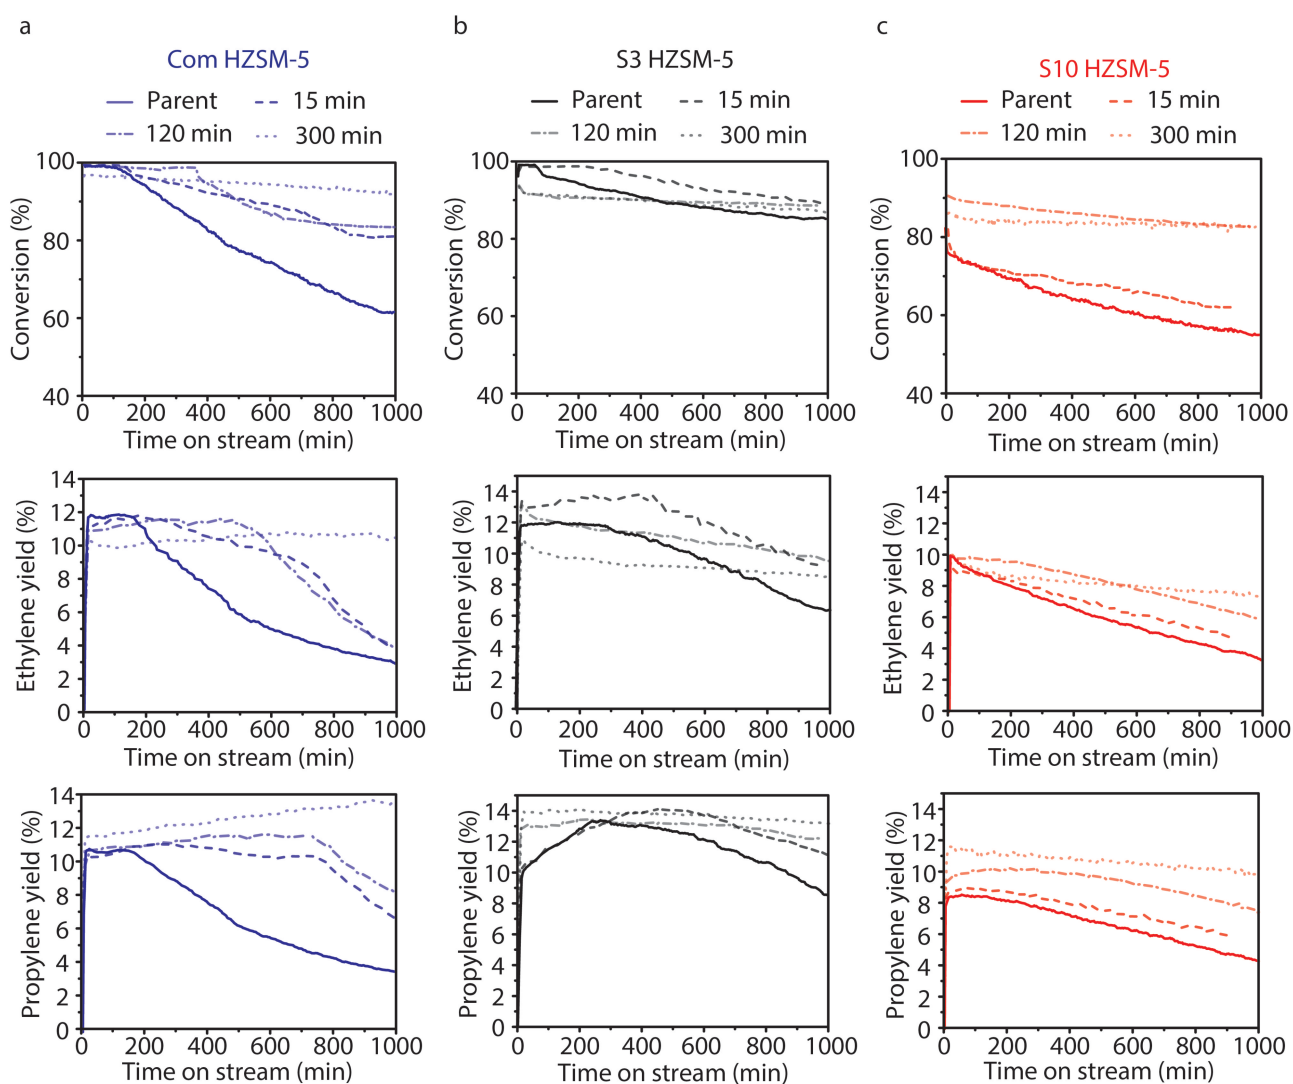 a
b
c
Com HZSM-5
S3 HZSM-5
S10 HZSM-5
Parent
15 min
120 min
300 min
Parent
15 min
120 min
300 min
Parent
15 min
120 min
300 min
Conversion (%)
100
80
60
40
0 200 400 600 800 1000
Time on stream (min)
Conversion (%)
100
80
60
40
0 200 400 600 800 1000
Time on stream (min)
Conversion (%)
100
80
60
40
0 200 400 600 800 1000
Time on stream (min)
Ethylene yield (%)
14
12
10
8
6
4
2
0
0 200 400 600 800 1000
Time on stream (min)
Ethylene yield (%)
14
12
10
8
6
4
2
0
0 200 400 600 800 1000
Time on stream (min)
Ethylene yield (%)
14
12
10
8
6
4
2
0
0 200 400 600 800 1000
Time on stream (min)
Propylene yield (%)
14
12
10
8
6
4
2
0
0 200 400 600 800 1000
Time on stream (min)
Propylene yield (%)
14
12
10
8
6
4
2
0
0 200 400 600 800 1000
Time on stream (min)
Propylene yield (%)
14
12
10
8
6
4
2
0
0 200 400 600 800 1000
Time on stream (min)